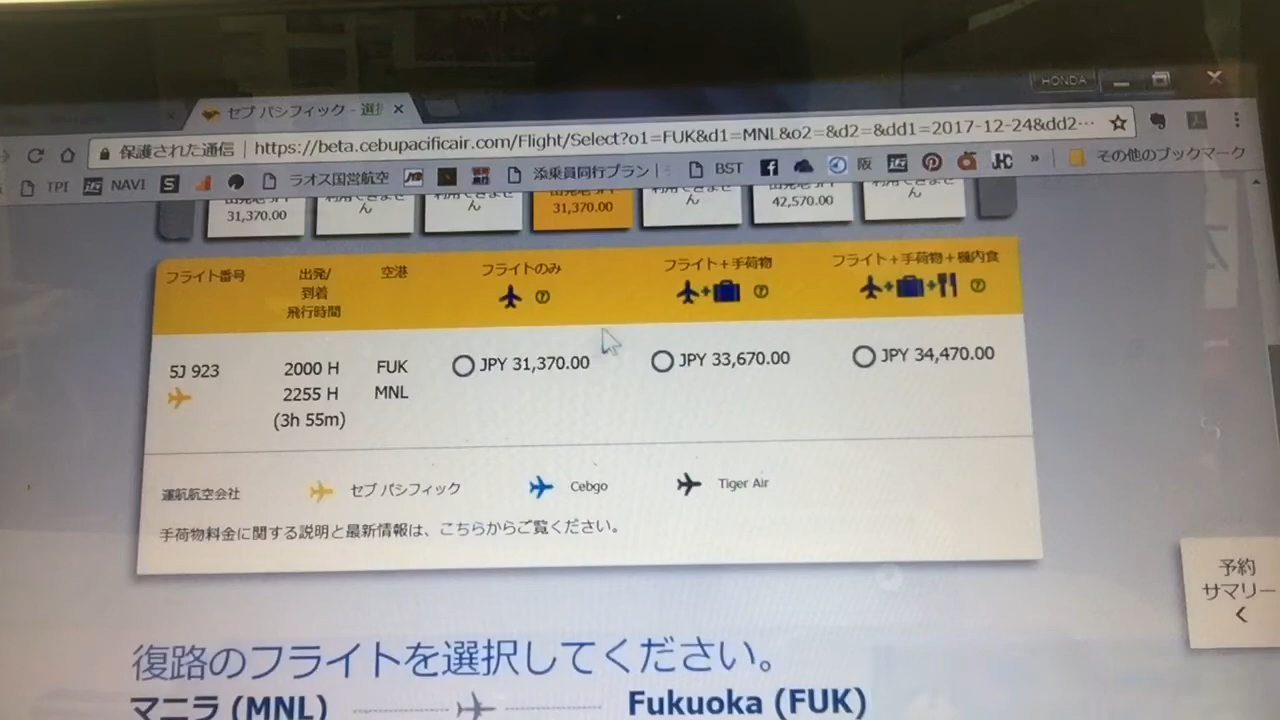 HONDA
セブ パシフィック - 選
保護された通信 | https://beta.cebupacificair.com/Flight/Select?o1=FUK&d1=MNL&o2=&d2=&dd1=2017-12-24&dd2…
TPI NAVI S ラオス国営航空 添乗員同行プラン | BST 阪 » その他のブックマーク
31,370.00 ん ん 31,370.00 ん 42,570.00 ん
フライト番号 出発/ 空港 フライトのみ フライト+手荷物 フライト+手荷物+機内食
到着
飛行時間
5J 923 2000 H FUK JPY 31,370.00 JPY 33,670.00 JPY 34,470.00
2255 H MNL
(3h 55m)
運航航空会社 セブ パシフィック Cebgo Tiger Air
手荷物料金に関する説明と最新情報は、こちらからご覧ください。
予約
サマリー
復路のフライトを選択してください。
マニラ (MNL) Fukuoka (FUK)